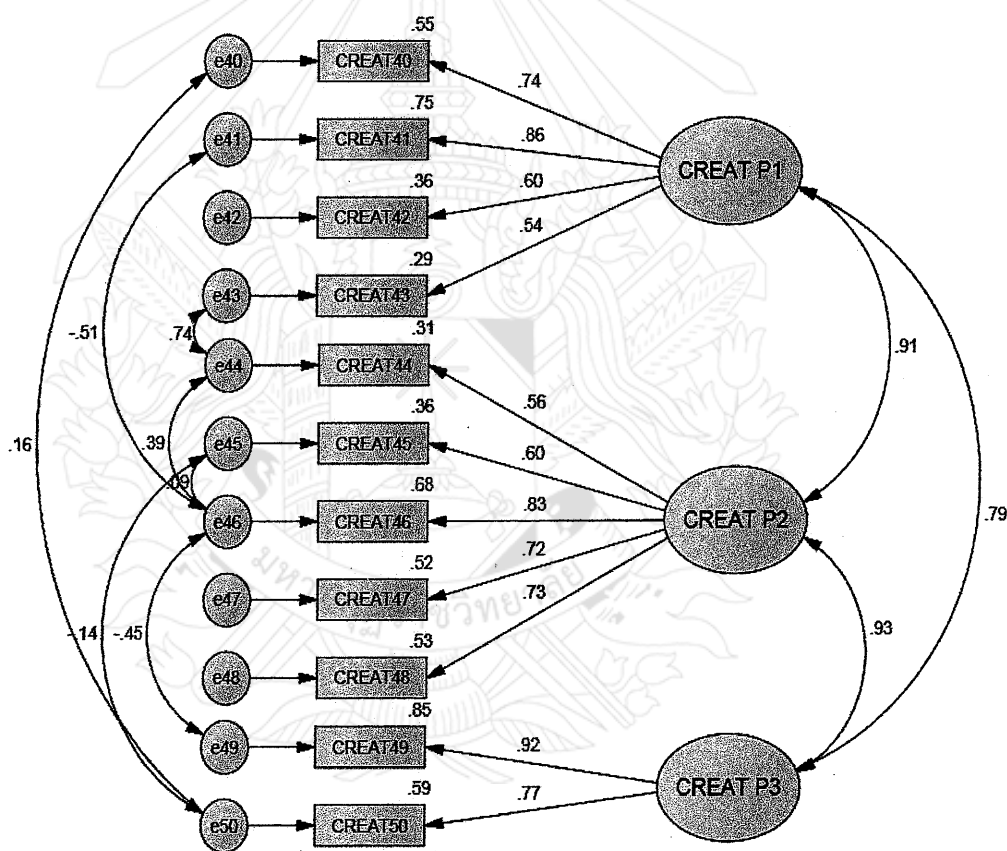 .55
e40 CREAT40 .74
.75
e41 CREAT41 .86 CREAT P1
.36
e42 CREAT42 .60
.54
.29
e43 CREAT43
-.51 .74 .31 .91
e44 CREAT44
.56
.36
.16 .39 e45 CREAT45 .60
.09 .68
e46 CREAT46 .83 CREAT P2 .79
.52 .72
e47 CREAT47 .73
-.14 -.45 .53 .93
e48 CREAT48
.85
e49 CREAT49 .92
.59 CREAT P3
.77
e50 CREAT50